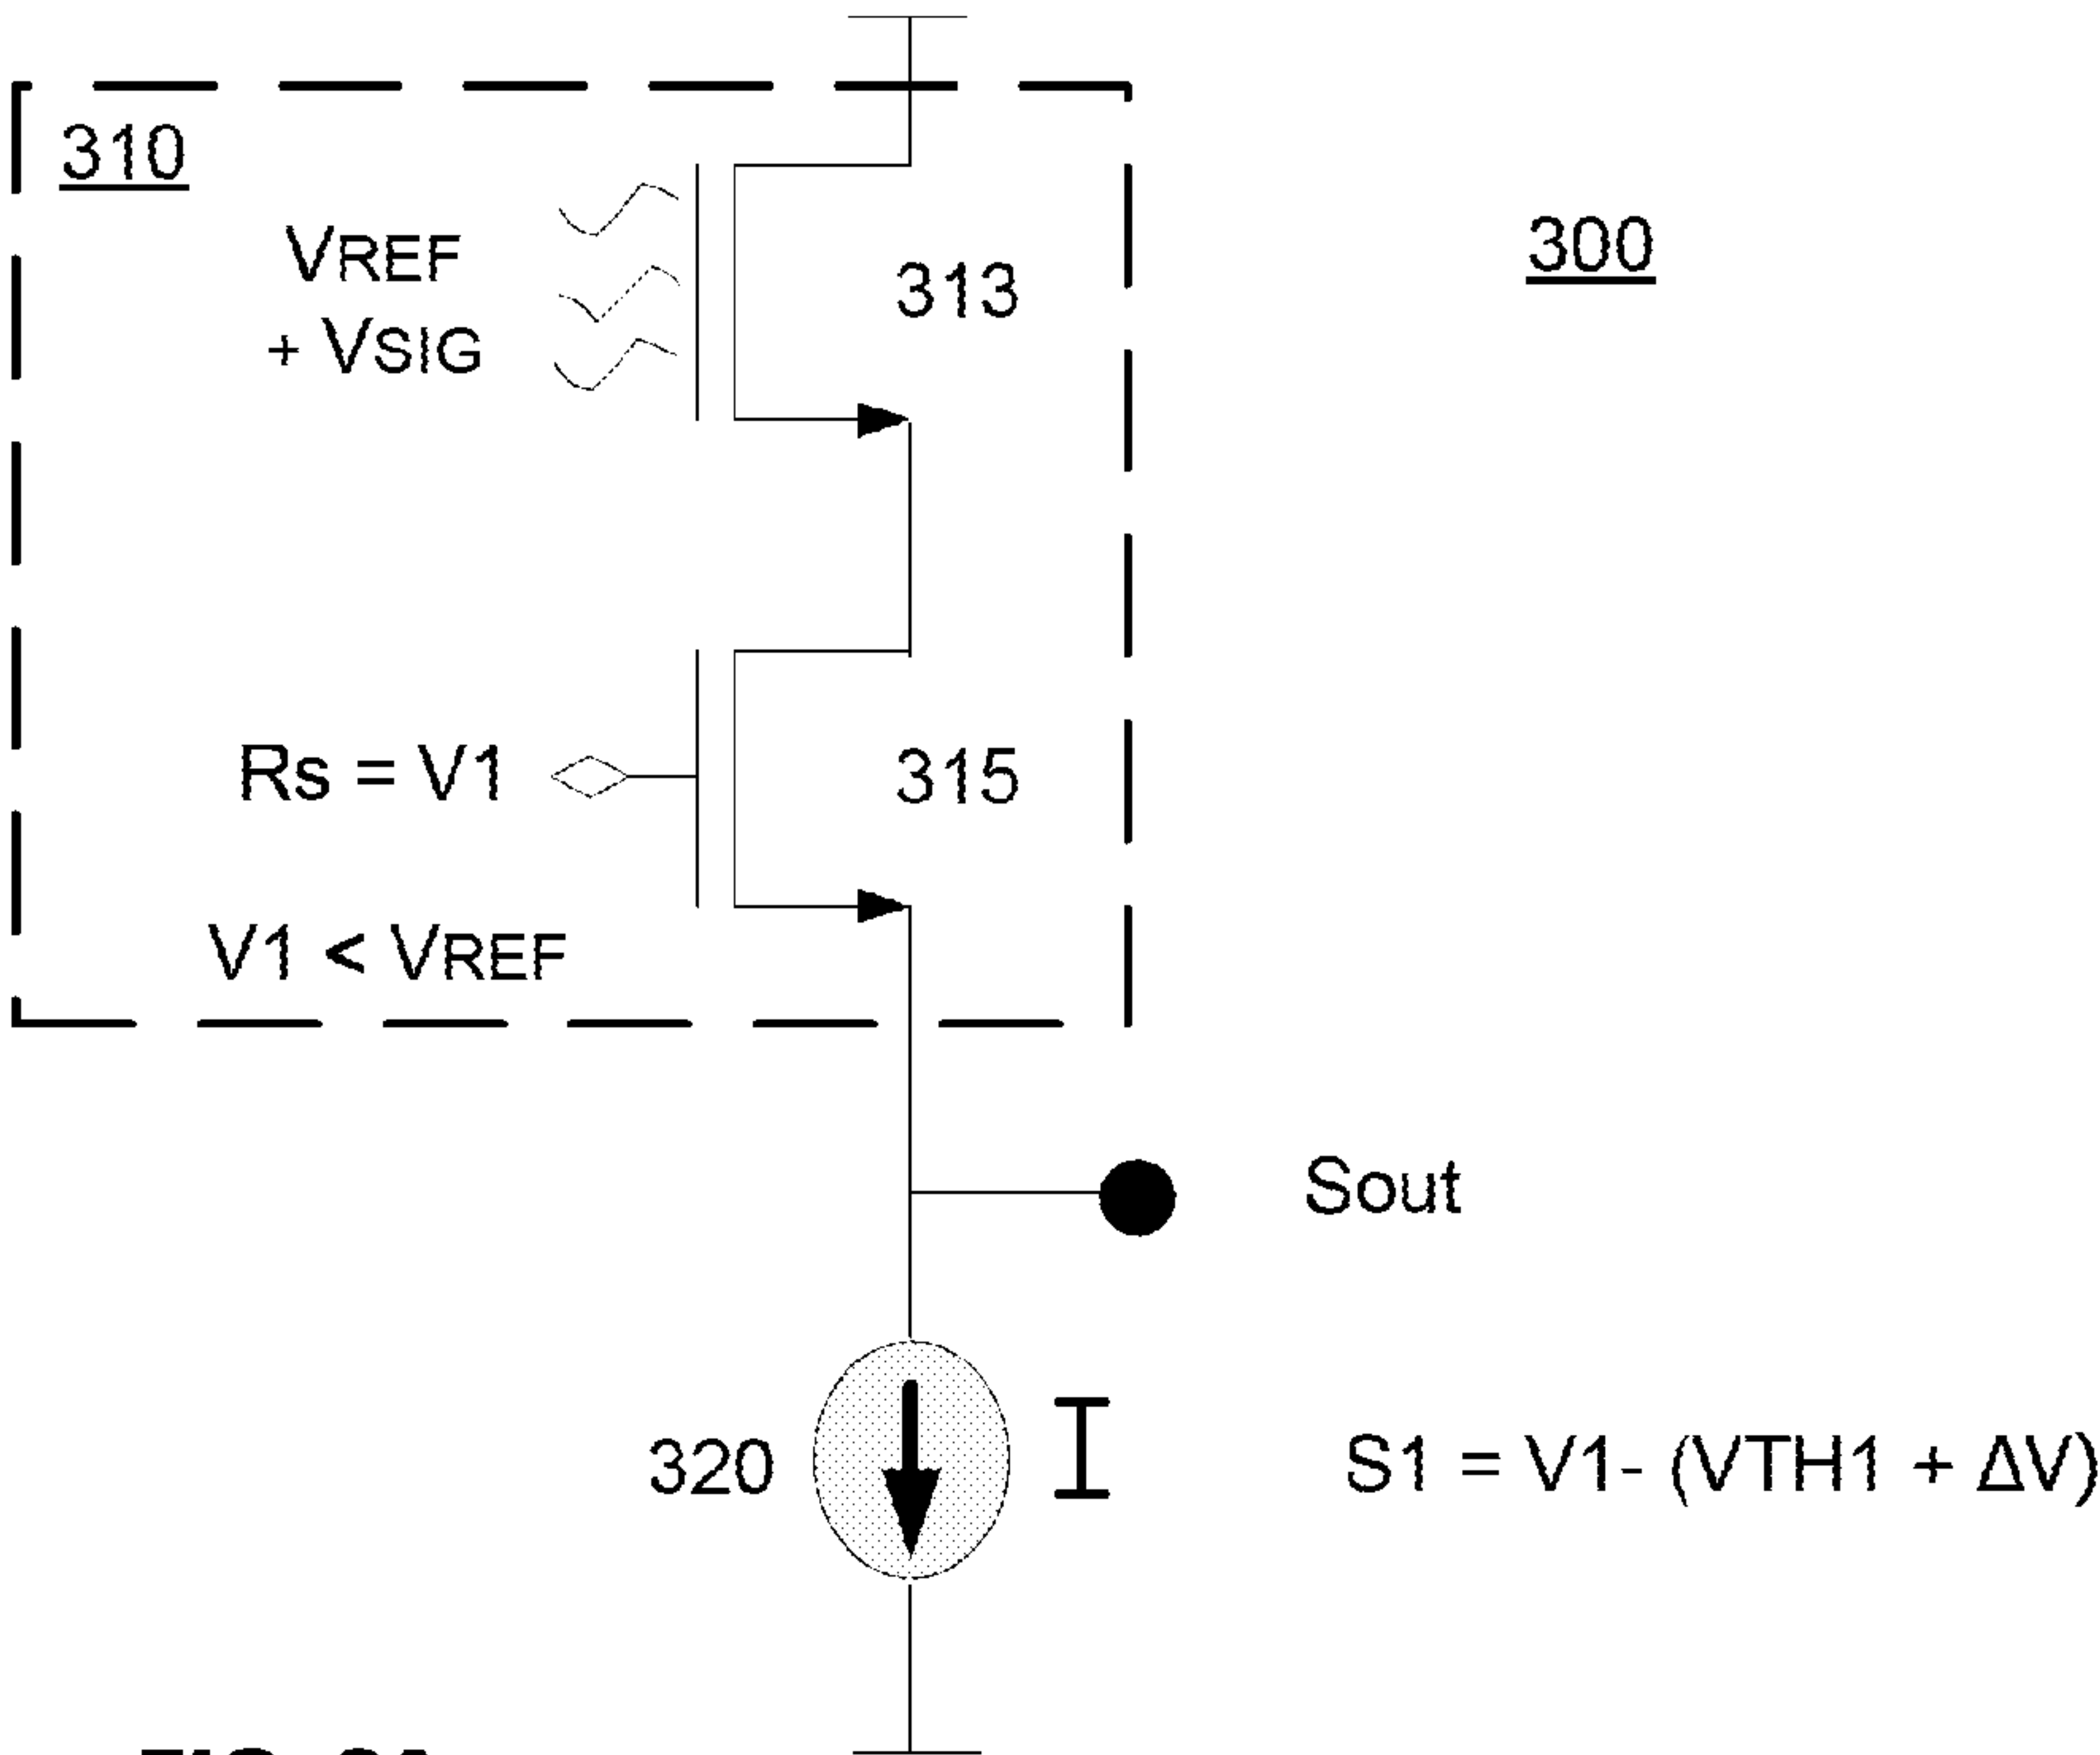 310
VREF
+ VSIG
313
300
Rs = V1
315
V1 < VREF
Sout
320
I
S1 = V1- (VTH1 + ΔV)